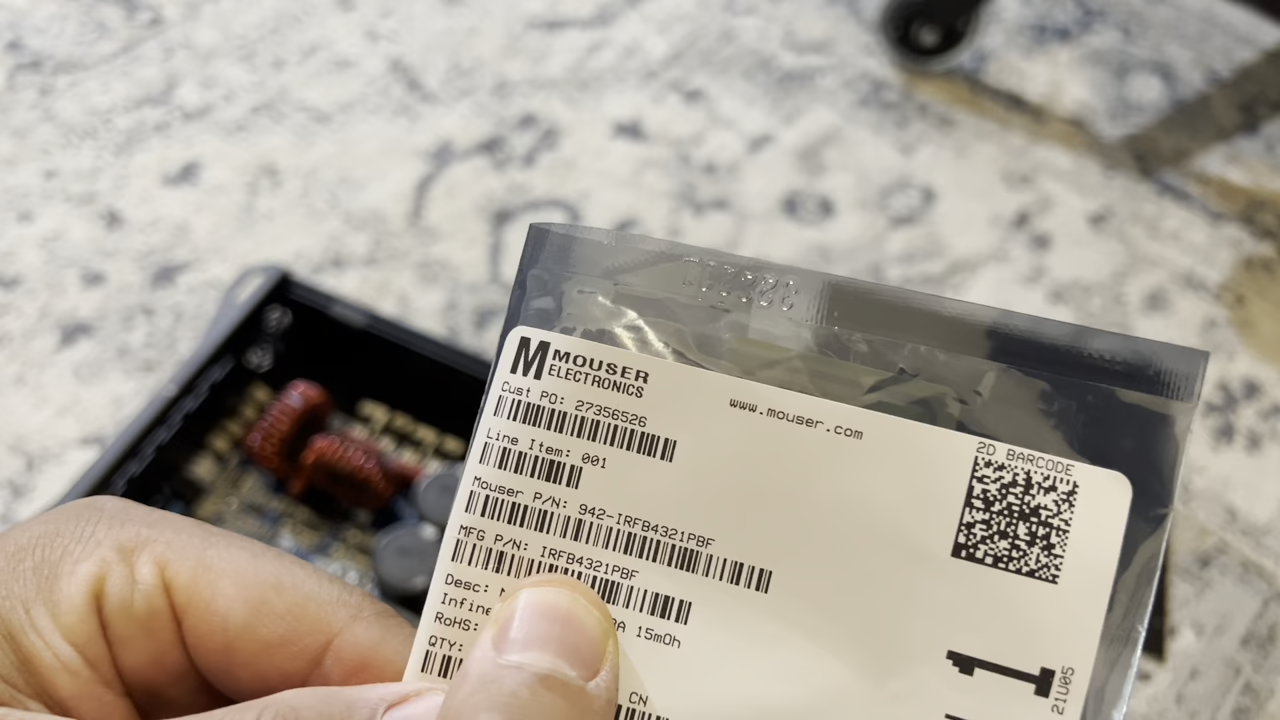 MOUSER
ELECTRONICS
www.mouser.com
Cust PO: 27356526
2D BARCODE
Line Item: 001
Mouser P/N: 942-IRFB4321PBF
MFG P/N: IRFB4321PBF
Desc:
15mOh
RoHS:
QTY:
CN
21U05